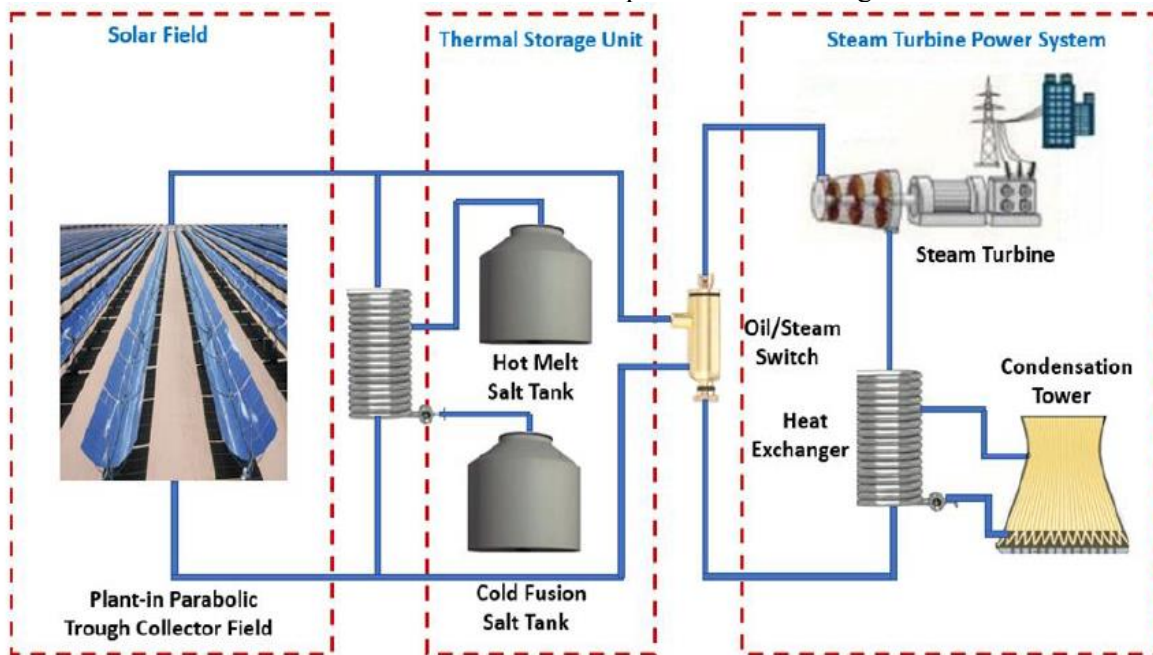 Solar Field
Thermal Storage Unit
Steam Turbine Power System
Steam Turbine
Hot Melt
Salt Tank
Oil/Steam
Switch
Condensation
Tower
Heat
Exchanger
Plant-in Parabolic
Trough Collector Field
Cold Fusion
Salt Tank